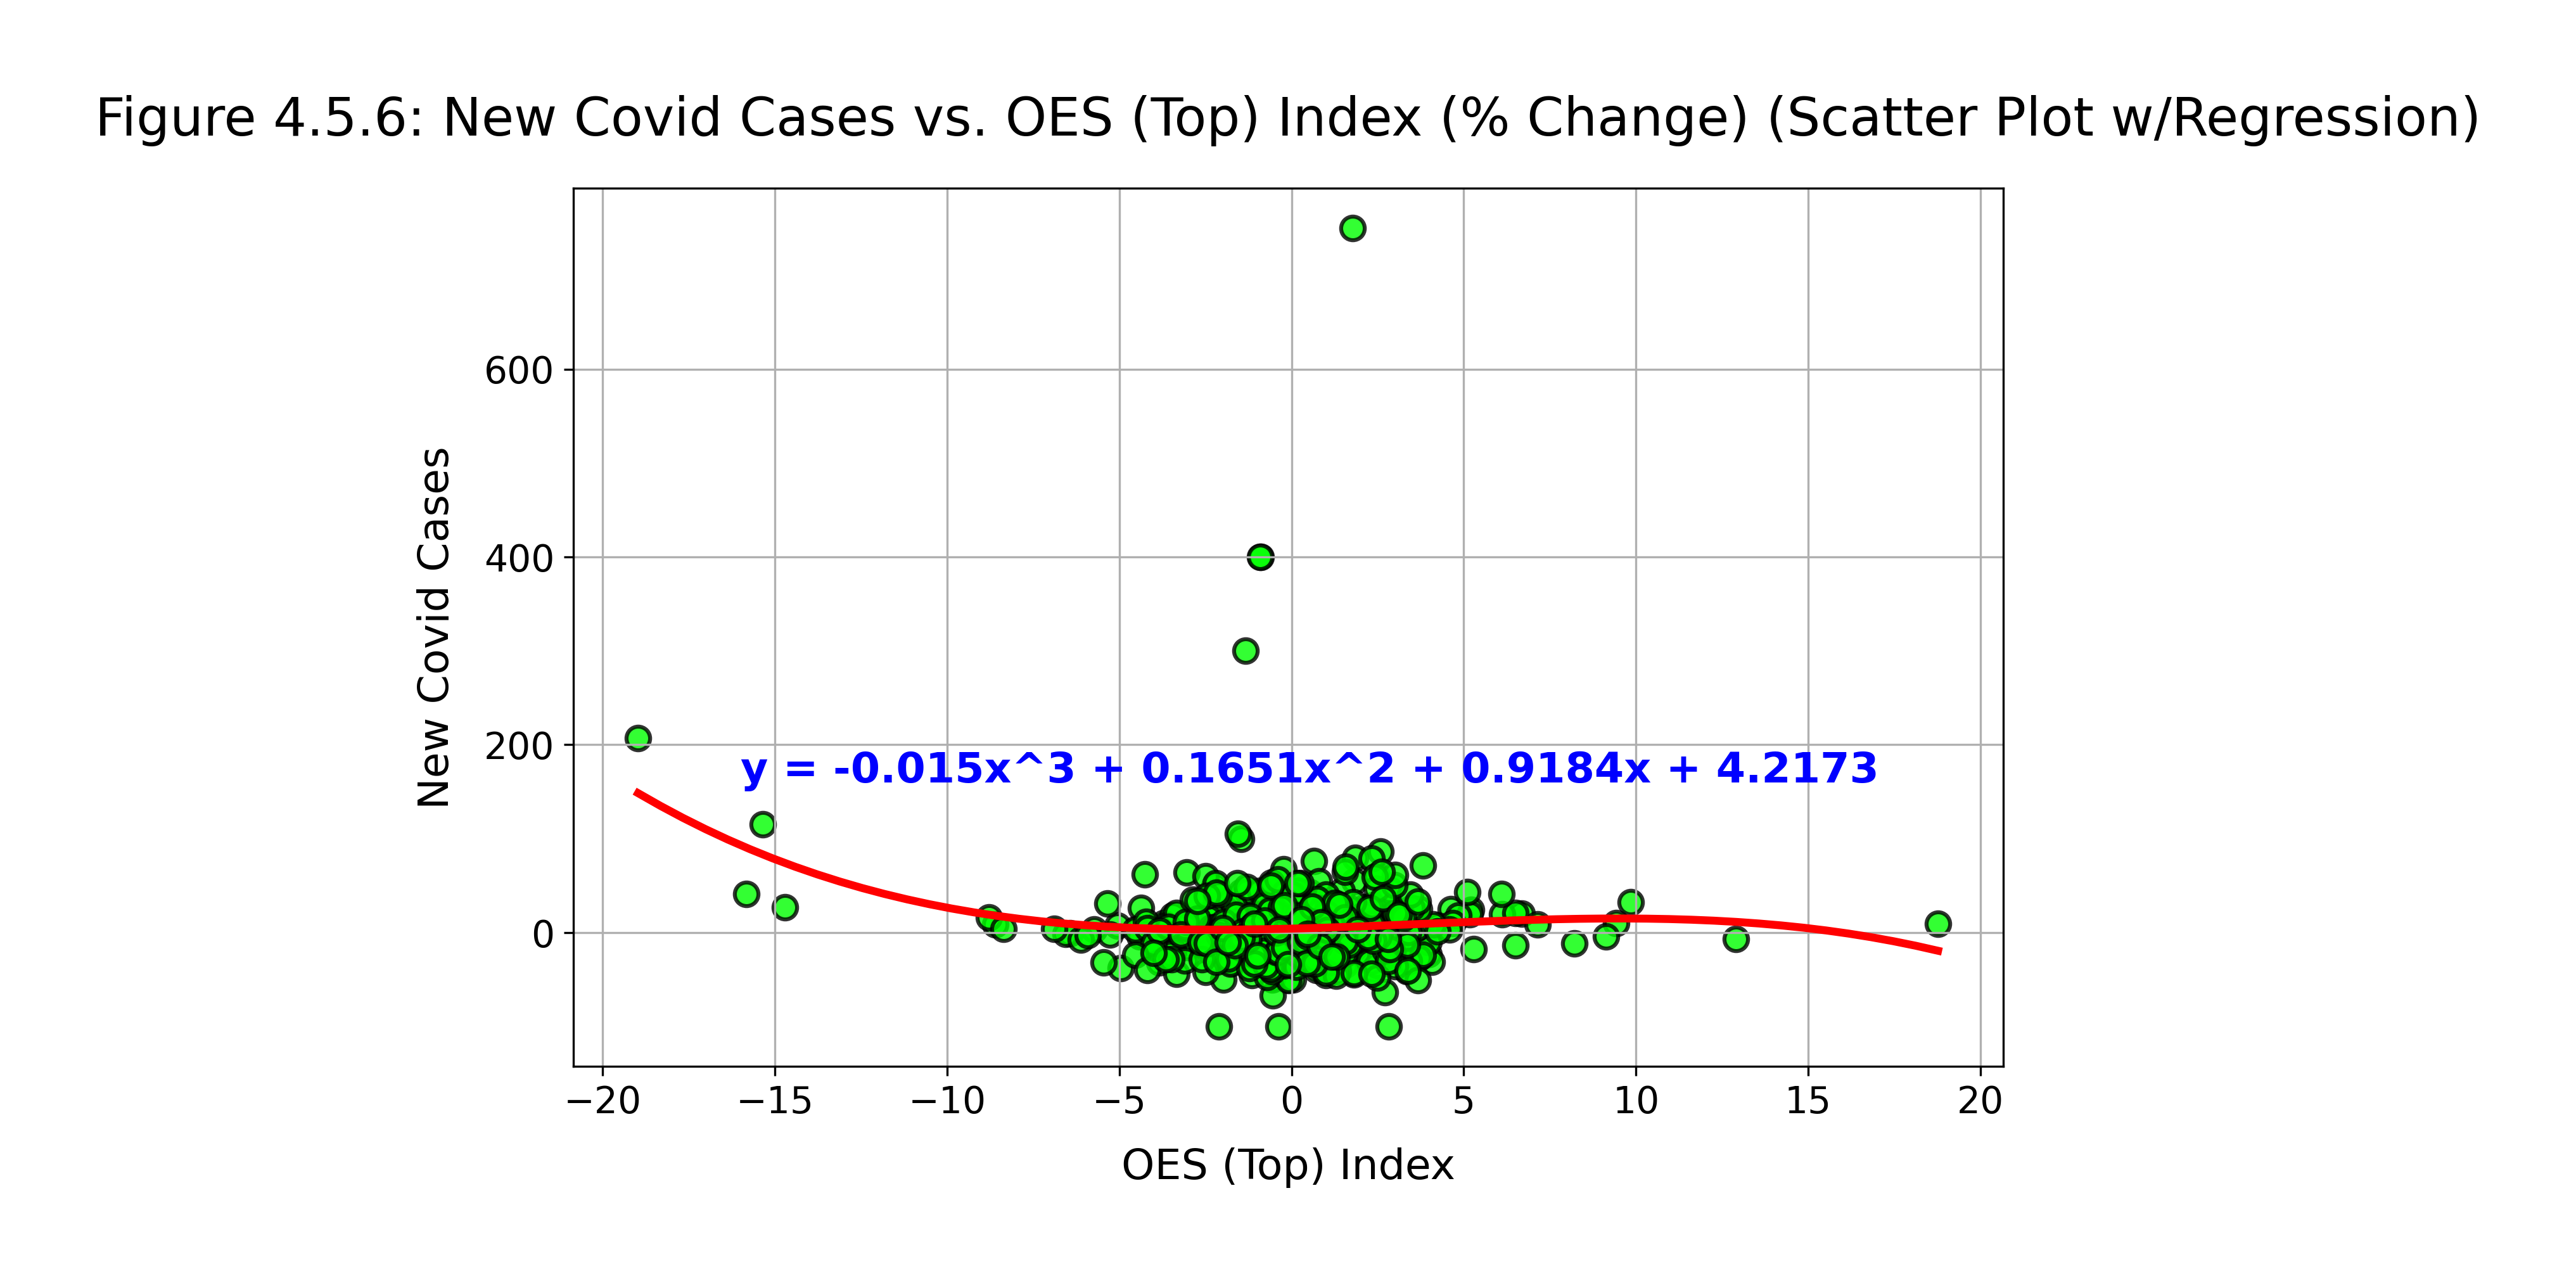 Figure 4.5.6: New Covid Cases vs. OES (Top) Index (% Change) (Scatter Plot w/Regression)
New Covid Cases
600
400
200
0
y = -0.015x^3 + 0.1651x^2 + 0.9184x + 4.2173
−20 −15 −10 −5 0 5 10 15 20
OES (Top) Index